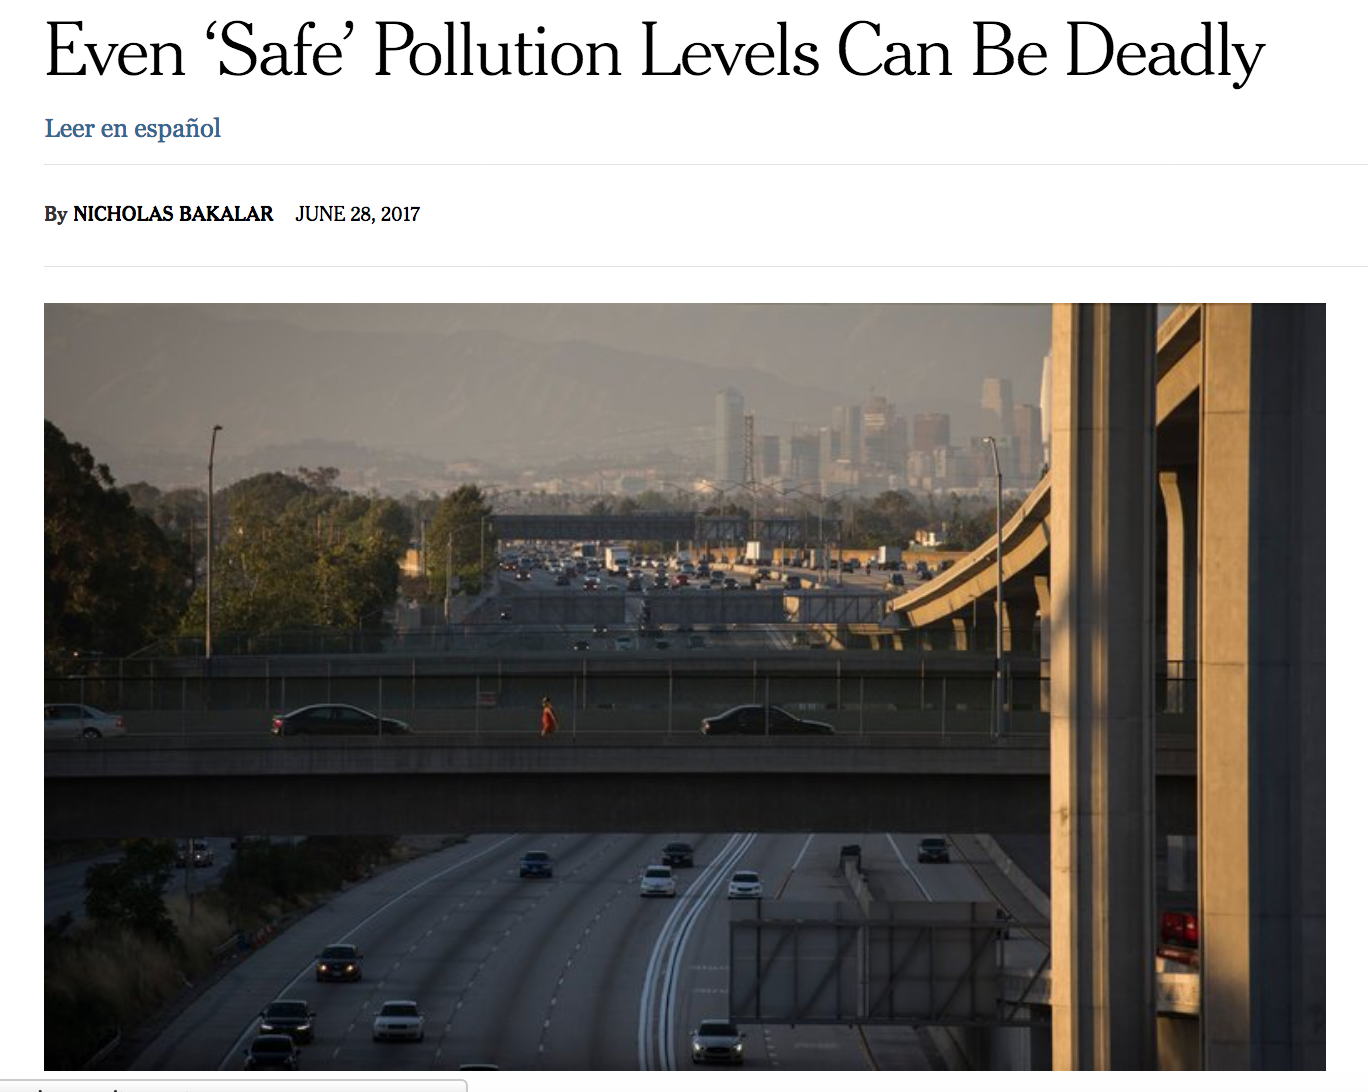 Even ‘Safe’ Pollution Levels Can Be Deadly
Leer en español
By NICHOLAS BAKALAR JUNE 28, 2017